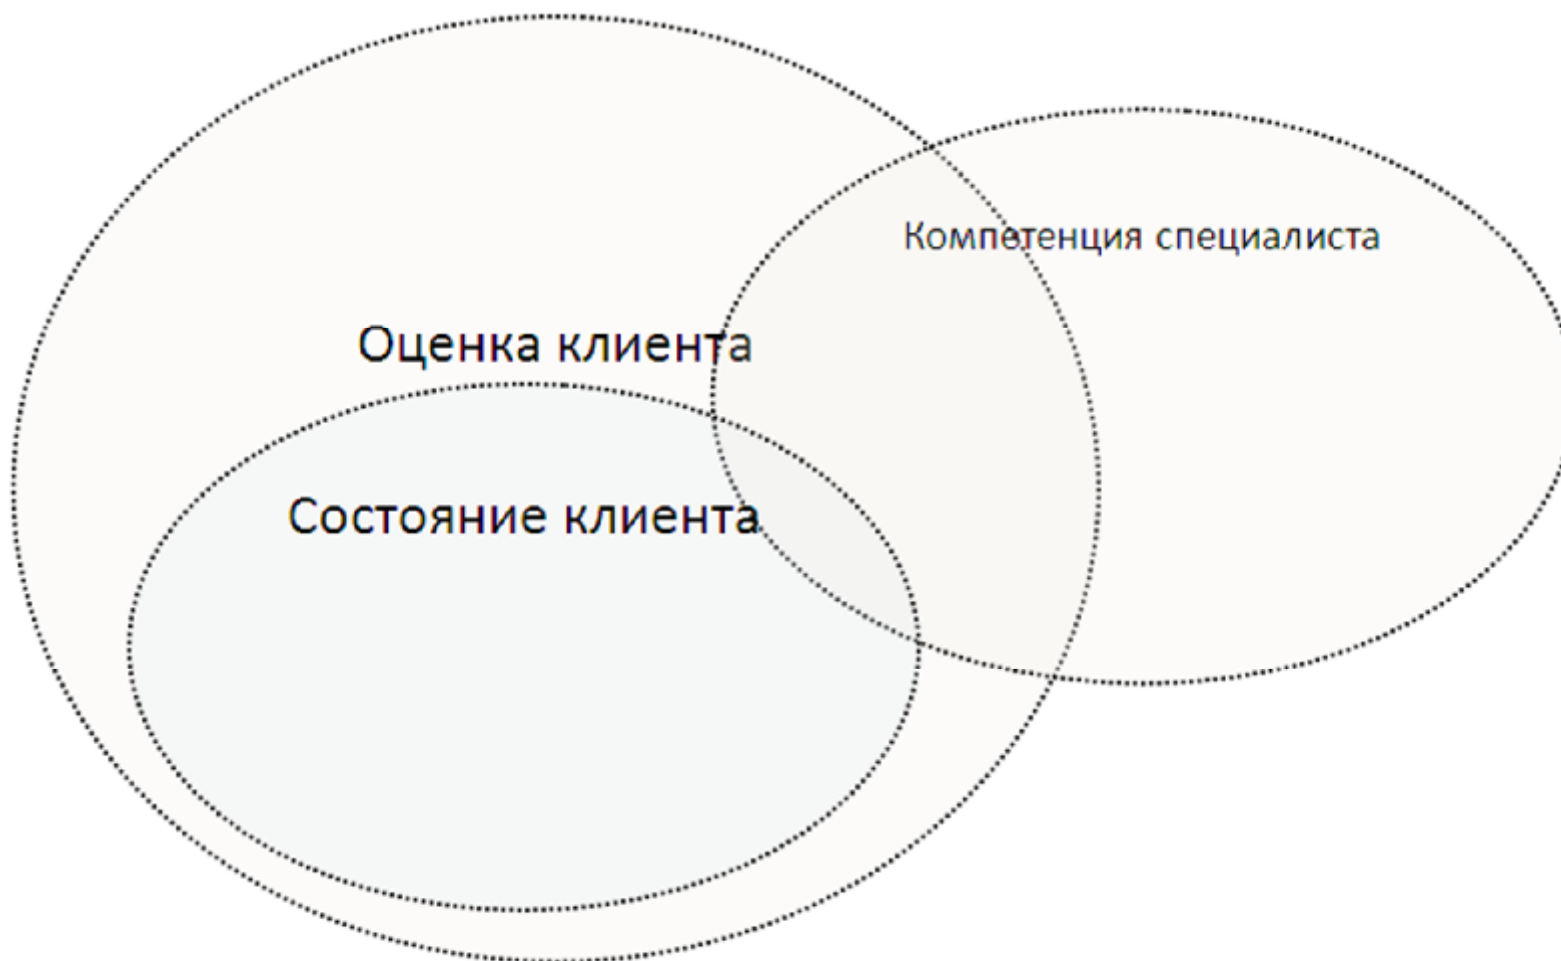 Компетенция специалиста
Оценка клиента
Состояние клиента